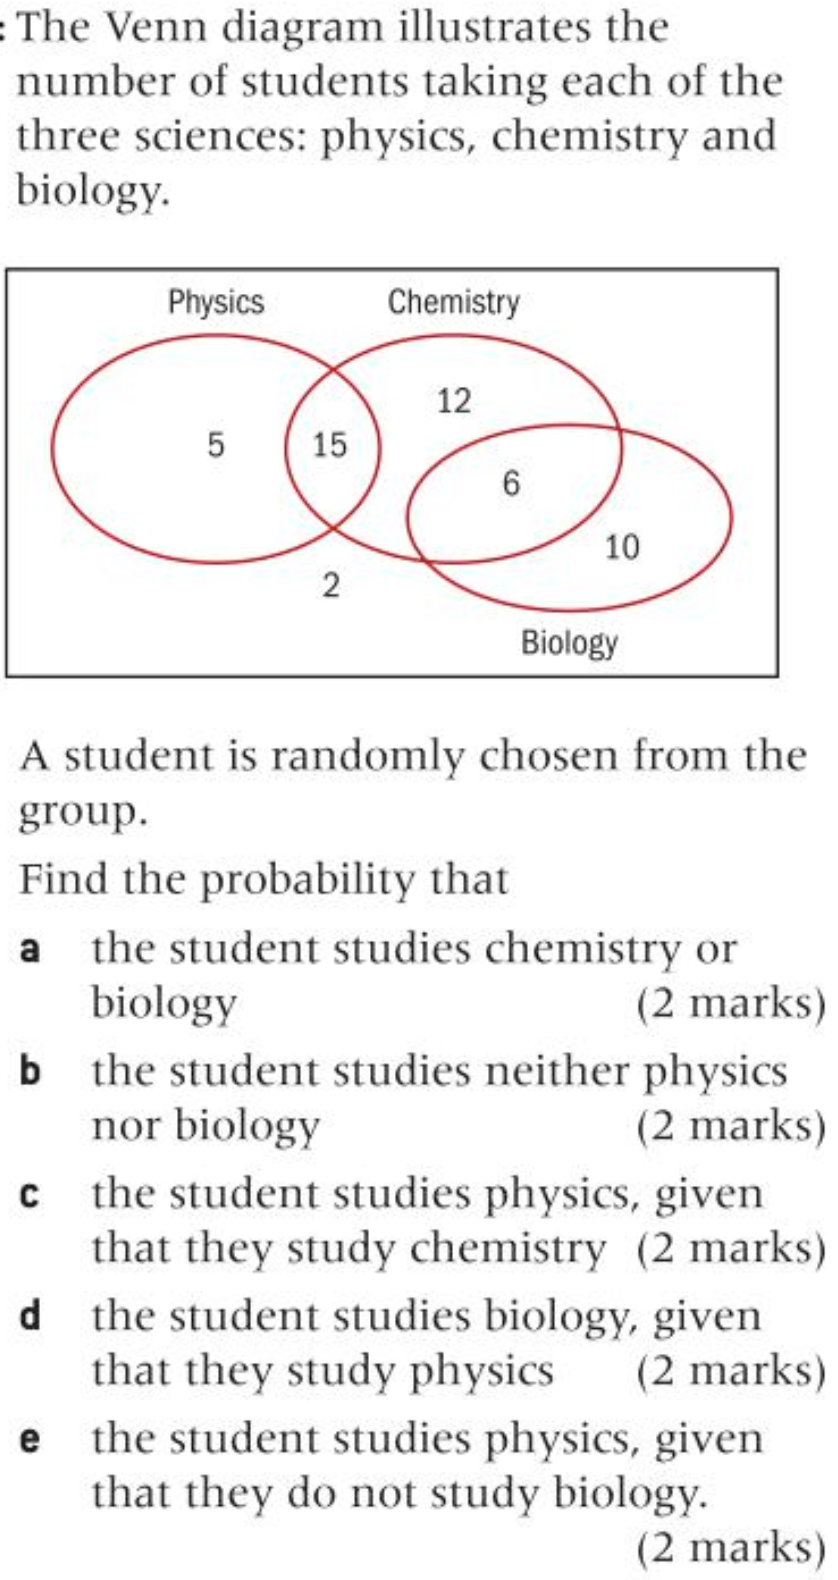 : The Venn diagram illustrates the
number of students taking each of the
three sciences: physics, chemistry and
biology.
Physics Chemistry
12
5 15
6
10
2
Biology
A student is randomly chosen from the
group.
Find the probability that
a the student studies chemistry or
biology (2 marks)
b the student studies neither physics
nor biology (2 marks)
c the student studies physics, given
that they study chemistry (2 marks)
d the student studies biology, given
that they study physics (2 marks)
e the student studies physics, given
that they do not study biology.
(2 marks)